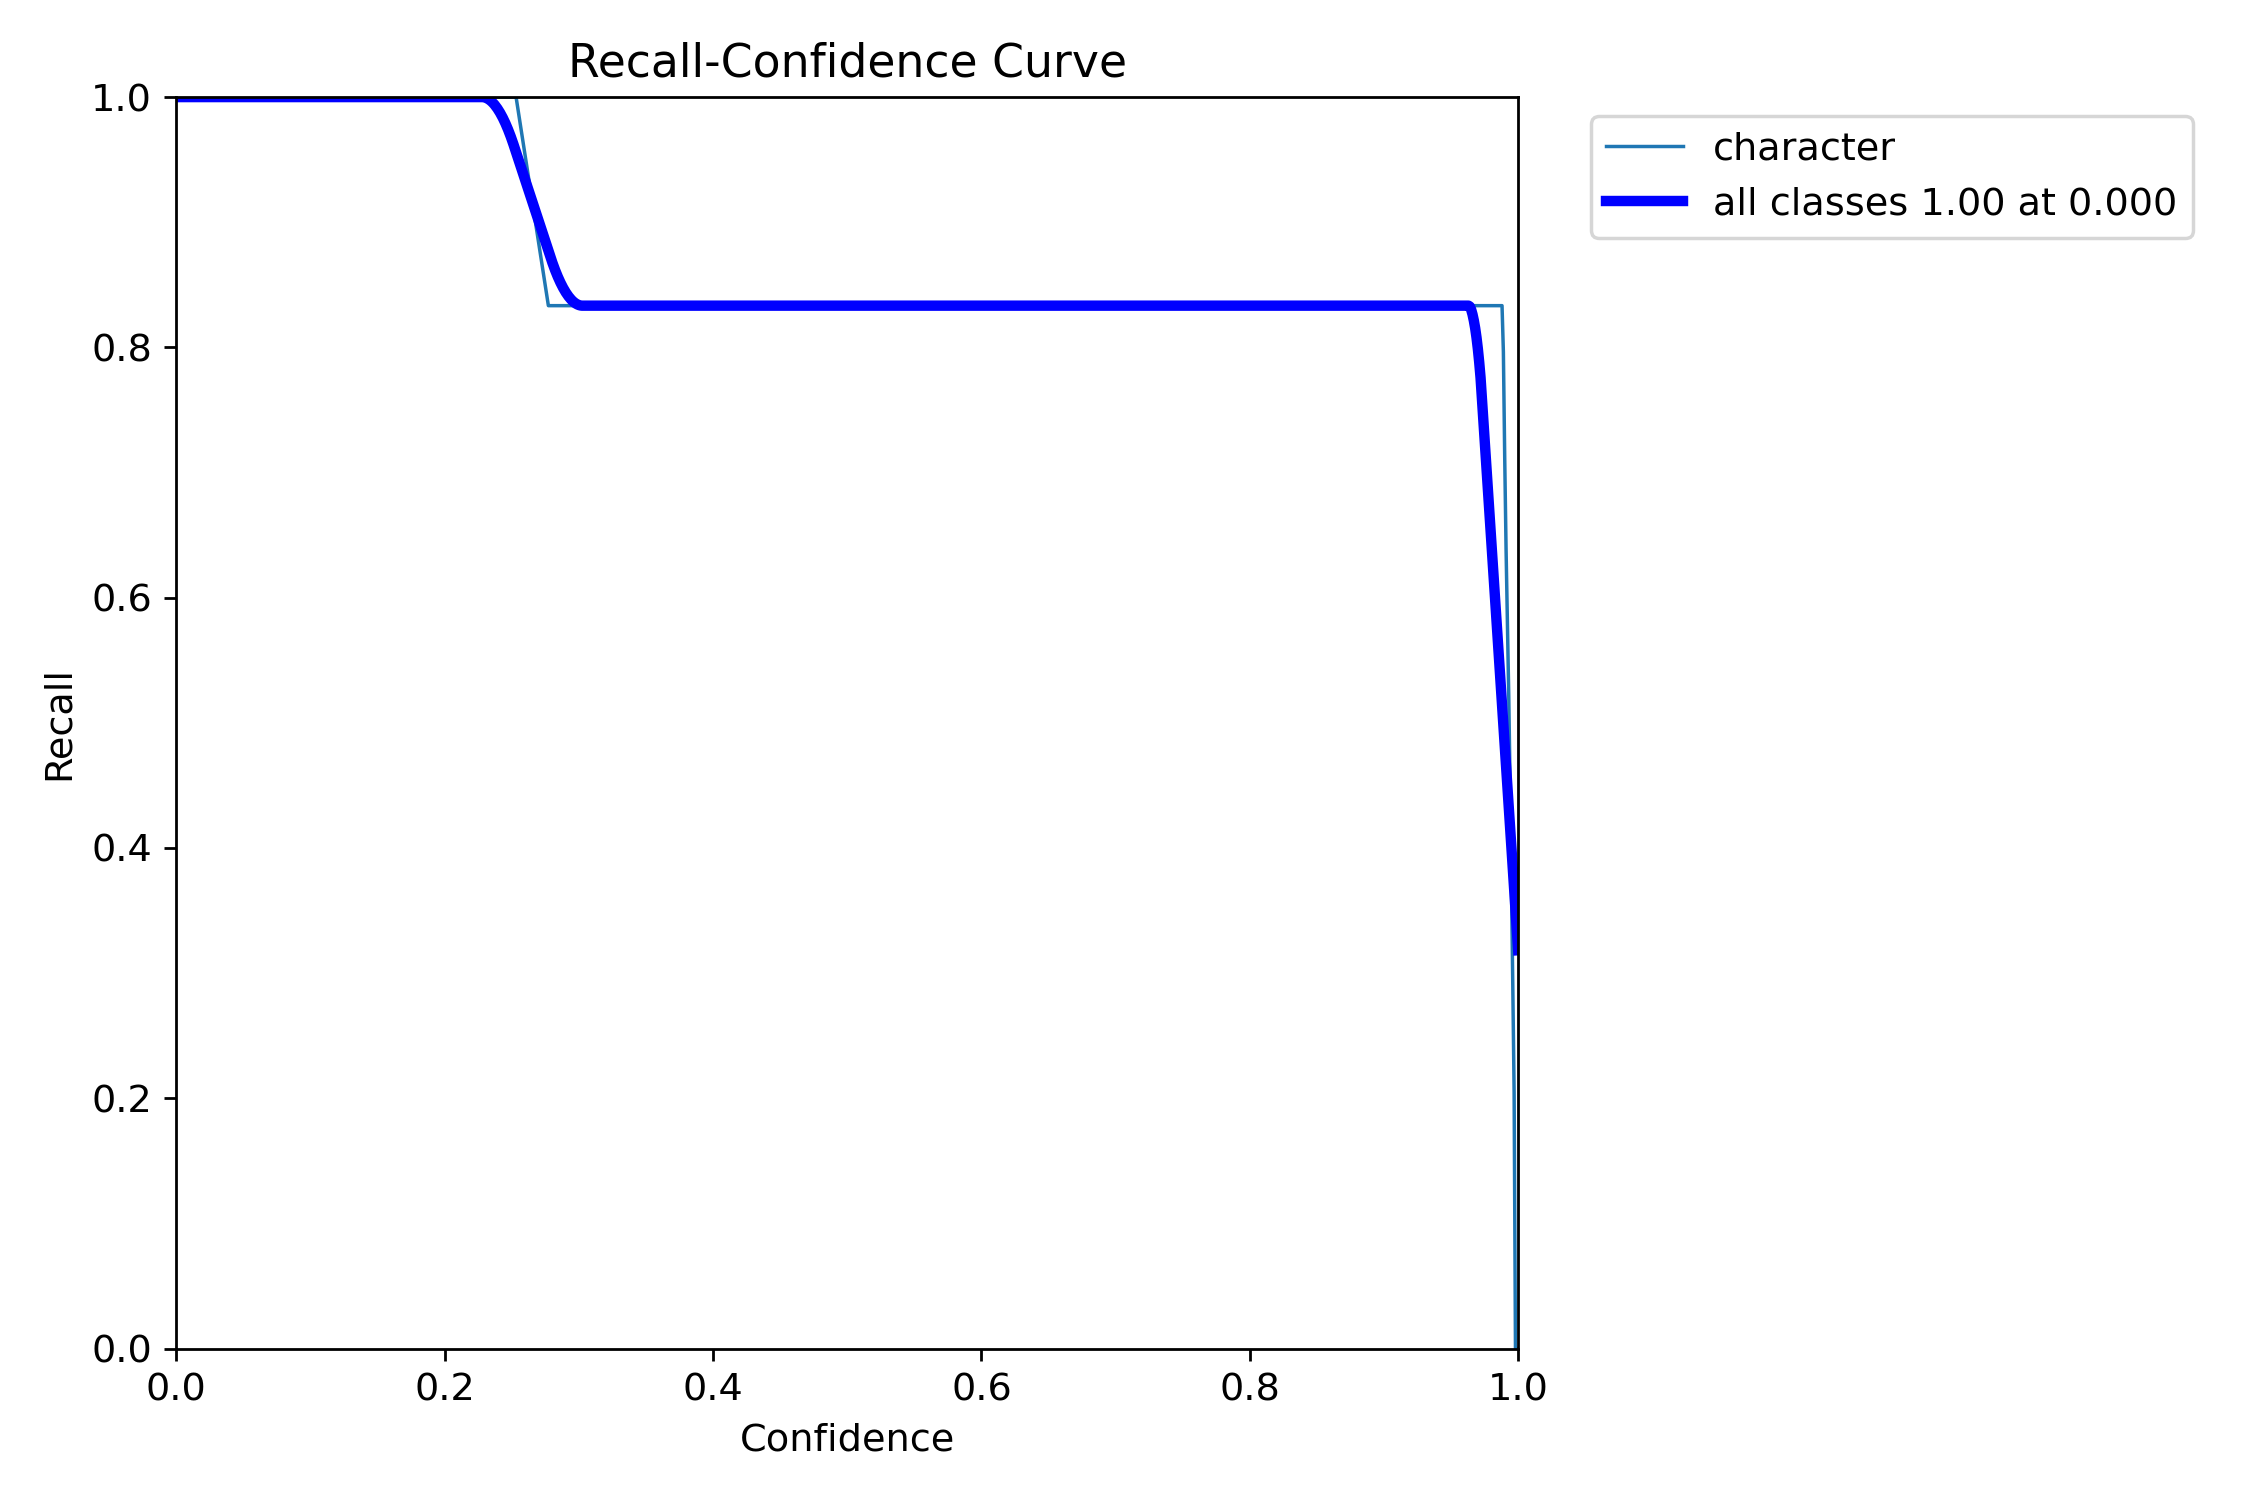 Recall-Confidence Curve
1.0
0.8
0.6
0.4
0.2
0.0
Recall
0.0 0.2 0.4 0.6 0.8 1.0
Confidence
character
all classes 1.00 at 0.000